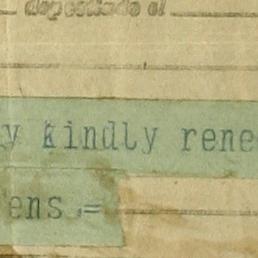 depositado el
y kindly rene
ens.=